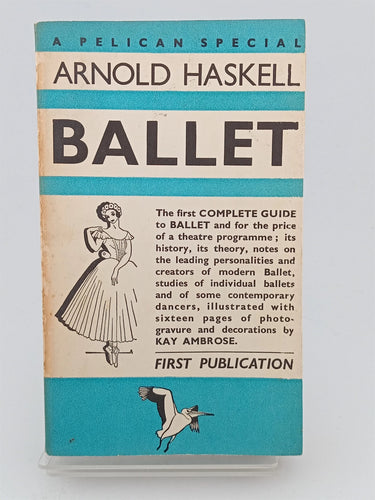 A PELICAN SPECIAL
ARNOLD HASKELL
BALLET
The first COMPLETE GUIDE
to BALLET and for the price
of a theatre programme ; its
history, its theory, notes on
the leading personalities and
creators of modern Ballet,
studies of individual ballets
and of some contemporary
dancers, illustrated with
sixteen pages of photo-
gravure and decorations by
KAY AMBROSE.
FIRST PUBLICATION